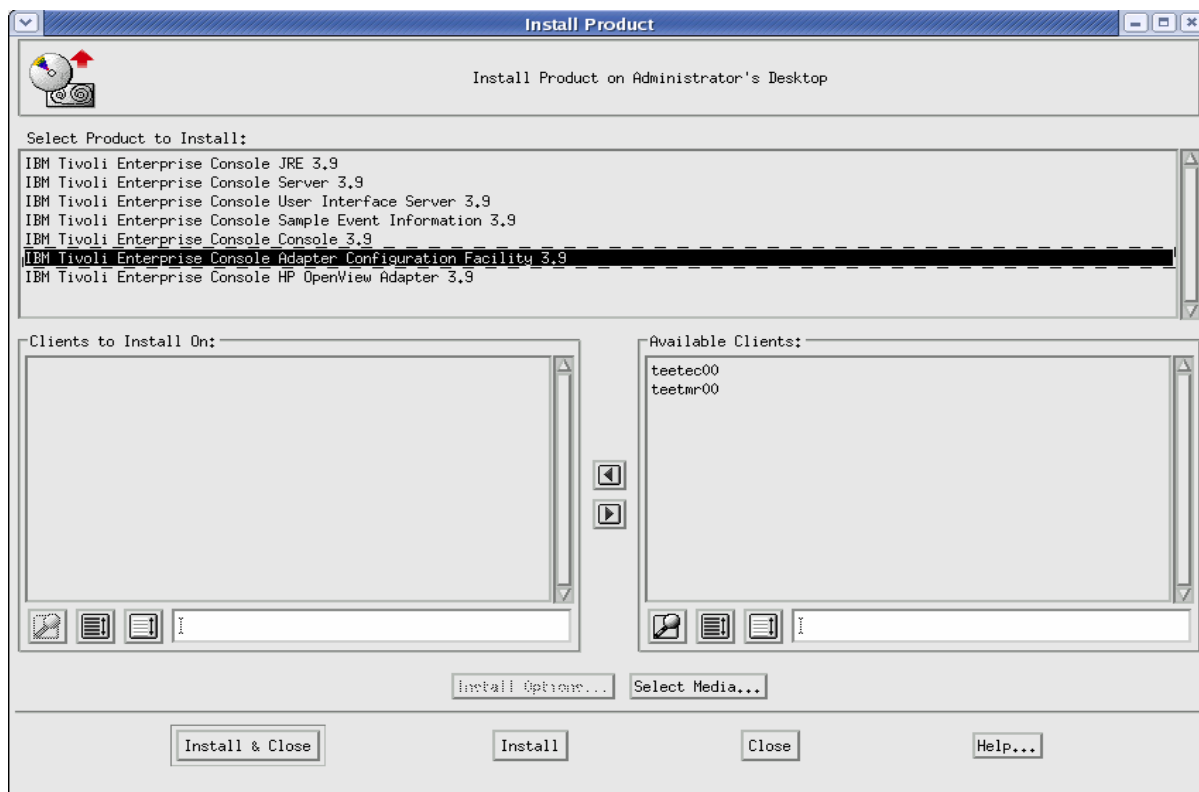 Install Product
Install Product on Administrator's Desktop
Select Product to Install:
IBM Tivoli Enterprise Console JRE 3.9
IBM Tivoli Enterprise Console Server 3.9
IBM Tivoli Enterprise Console User Interface Server 3.9
IBM Tivoli Enterprise Console Sample Event Information 3.9
IBM Tivoli Enterprise Console Console 3.9
IBM Tivoli Enterprise Console Adapter Configuration Facility 3.9
IBM Tivoli Enterprise Console HP OpenView Adapter 3.9
Clients to Install On:
Available Clients:
teetec00
teetmr00
Install Options...
Select Media...
Install & Close
Install
Close
Help...